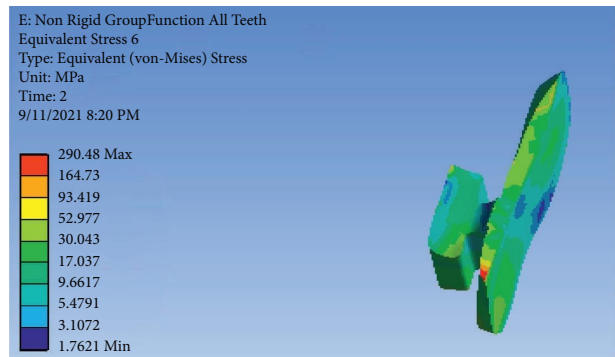 E: Non Rigid GroupFunction All Teeth
Equivalent Stress 6
Type: Equivalent (von-Mises) Stress
Unit: MPa
Time: 2
9/11/2021 8:20 PM
290.48 Max
164.73
93.419
52.977
30.043
17.037
9.6617
5.4791
3.1072
1.7621 Min